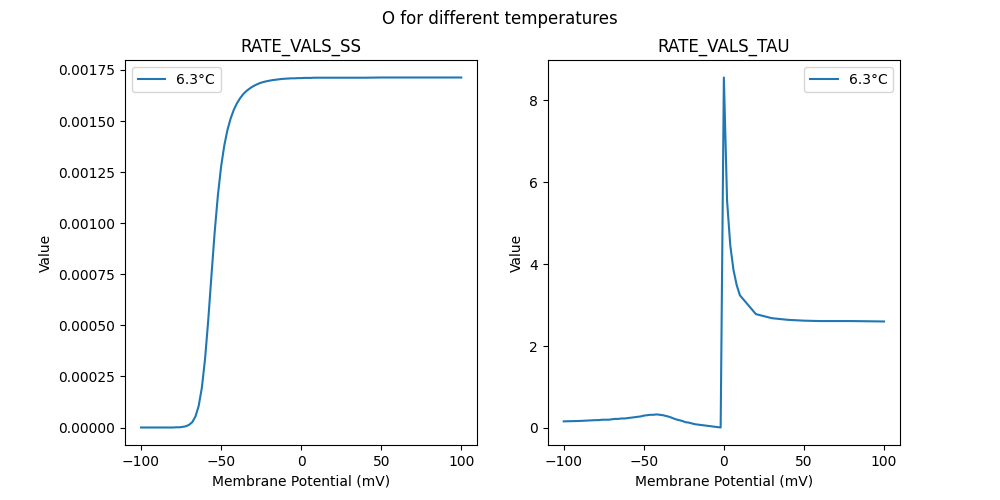 O for different temperatures
RATE_VALS_SS
6.3°C
0.00175
0.00150
0.00125
0.00100
0.00075
0.00050
0.00025
0.00000
Value
−100
−50
0
50
100
Membrane Potential (mV)
RATE_VALS_TAU
6.3°C
8
6
4
2
0
Value
−100
−50
0
50
100
Membrane Potential (mV)